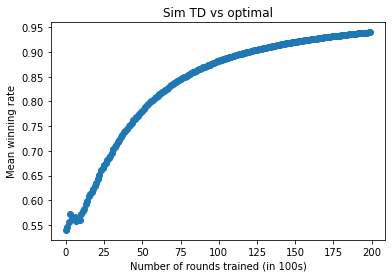 Sim TD vs optimal
Mean winning rate
0.95
0.90
0.85
0.80
0.75
0.70
0.65
0.60
0.55
0 25 50 75 100 125 150 175 200
Number of rounds trained (in 100s)